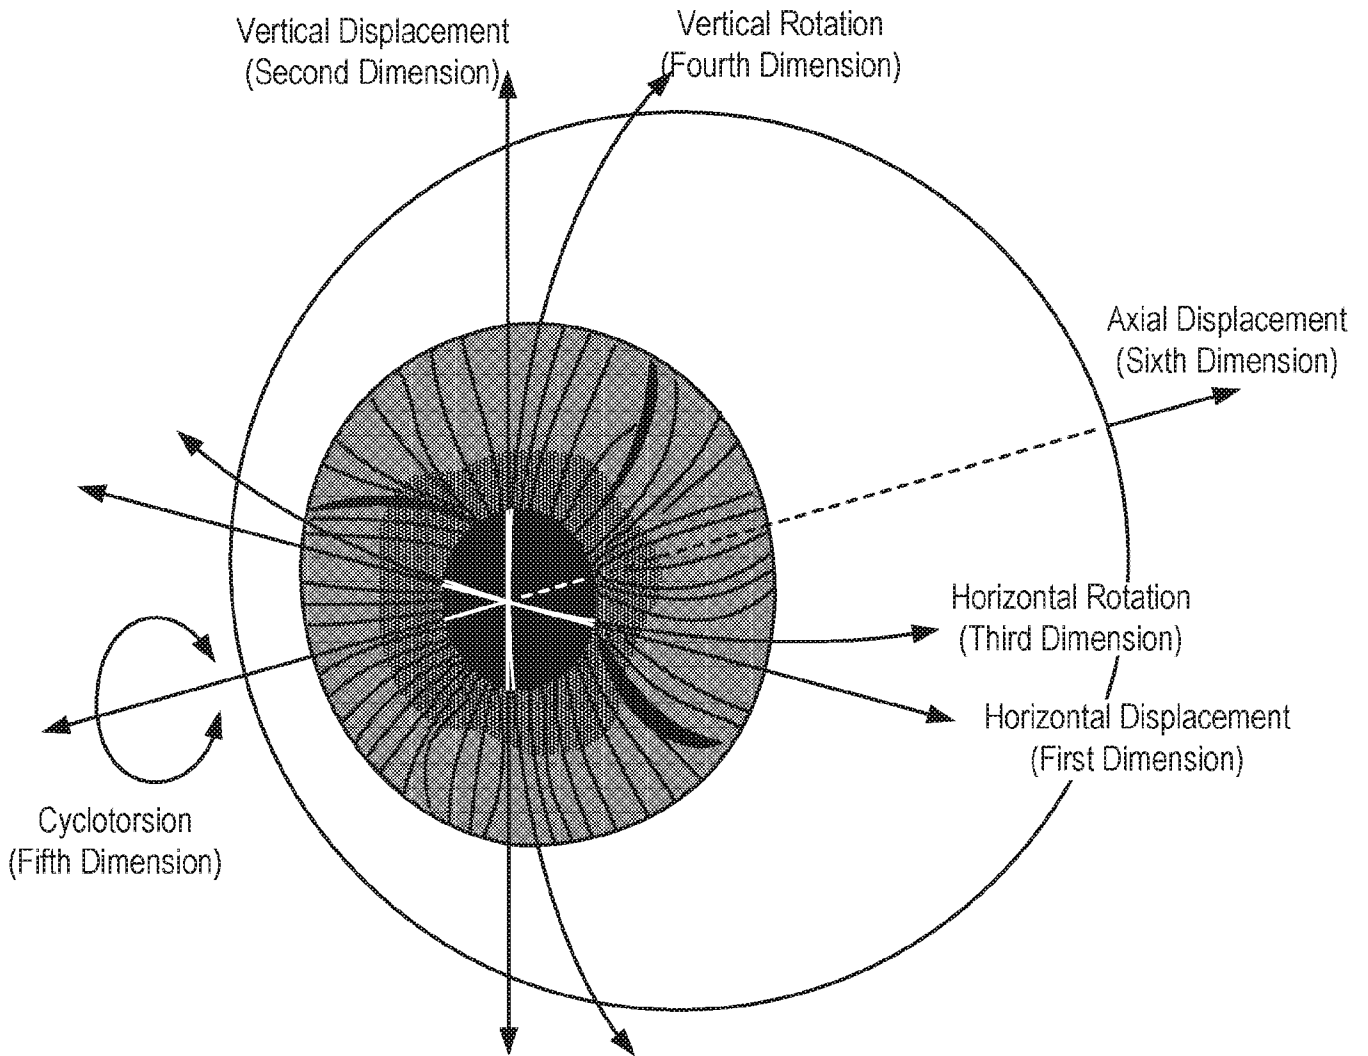 Vertical Displacement
(Second Dimension)
Vertical Rotation
(Fourth Dimension)
Axial Displacement
(Sixth Dimension)
Horizontal Rotation
(Third Dimension)
Horizontal Displacement
(First Dimension)
Cyclotorsion
(Fifth Dimension)